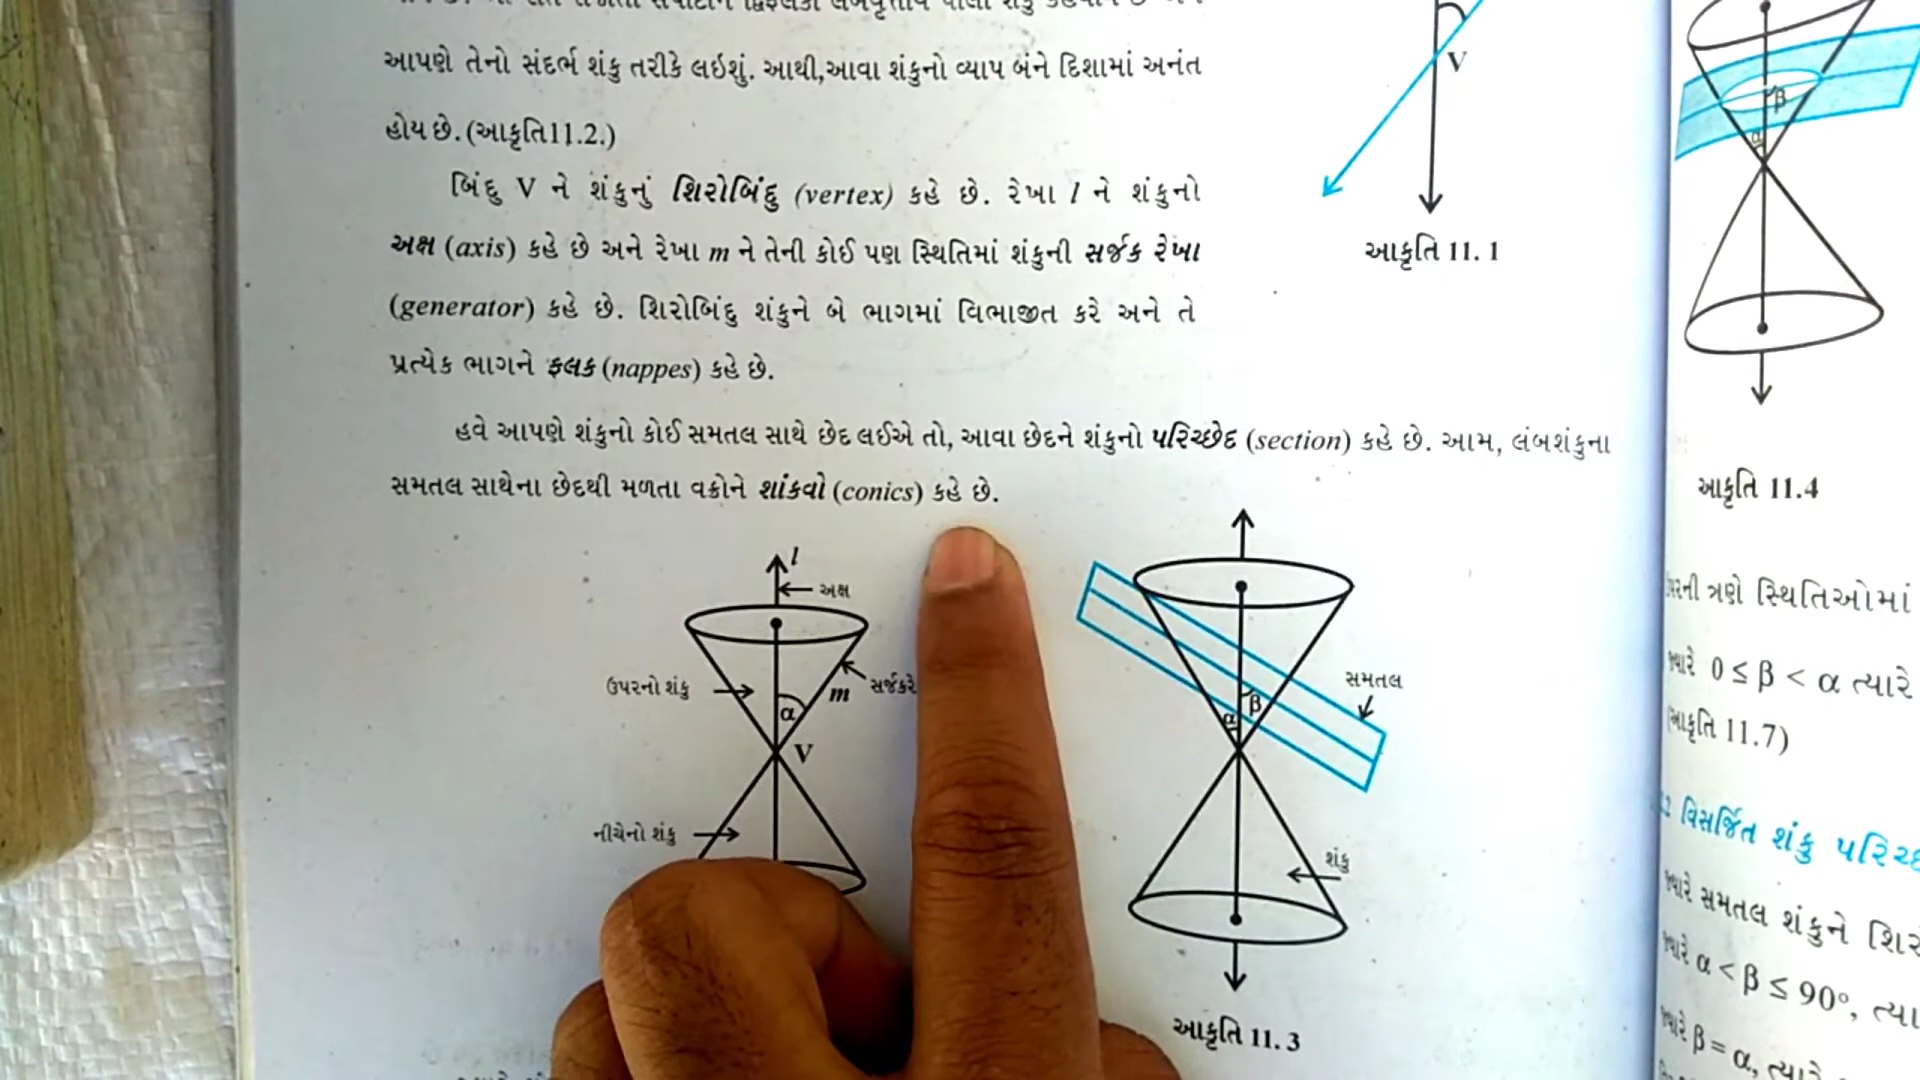 આપણે તેનો સંદર્ભ શંકુ તરીકે લઇશું. આથી,આવા શંકુનો વ્યાપ બંને દિશામાં અનંત
હોય છે. (આકૃતિ11.2.)
બિંદુ V ને શંકુનું શિરોબિંદુ (vertex) કહે છે. રેખા l ને શંકુનો
અક્ષ (axis) કહે છે અને રેખા m ને તેની કોઈ પણ સ્થિતિમાં શંકુની સર્જક રેખા
(generator) કહે છે. શિરોબિંદુ શંકુને બે ભાગમાં વિભાજીત કરે અને તે
પ્રત્યેક ભાગને ફલક (nappes) કહે છે.
હવે આપણે શંકુનો કોઈ સમતલ સાથે છેદ લઈએ તો, આવા છેદને શંકુનો પરિચ્છેદ (section) કહે છે. આમ, લંબશંકુના
સમતલ સાથેના છેદથી મળતા વક્રોને શાંકવો (conics) કહે છે.
V
આકૃતિ 11. 1
l
અક્ષ
ઉપરનો શંકુ
m
α
V
નીચેનો શંકુ
સમતલ
β
α
શંકુ
આકૃતિ 11. 3
β
α
આકૃતિ 11.4
ત્રણે સ્થિતિઓમાં
0 ≤ β < α ત્યારે
(આકૃતિ 11.7)
વિસર્જિત શંકુ
સમતલ શંકુને
α < β ≤ 90°,
β = α,